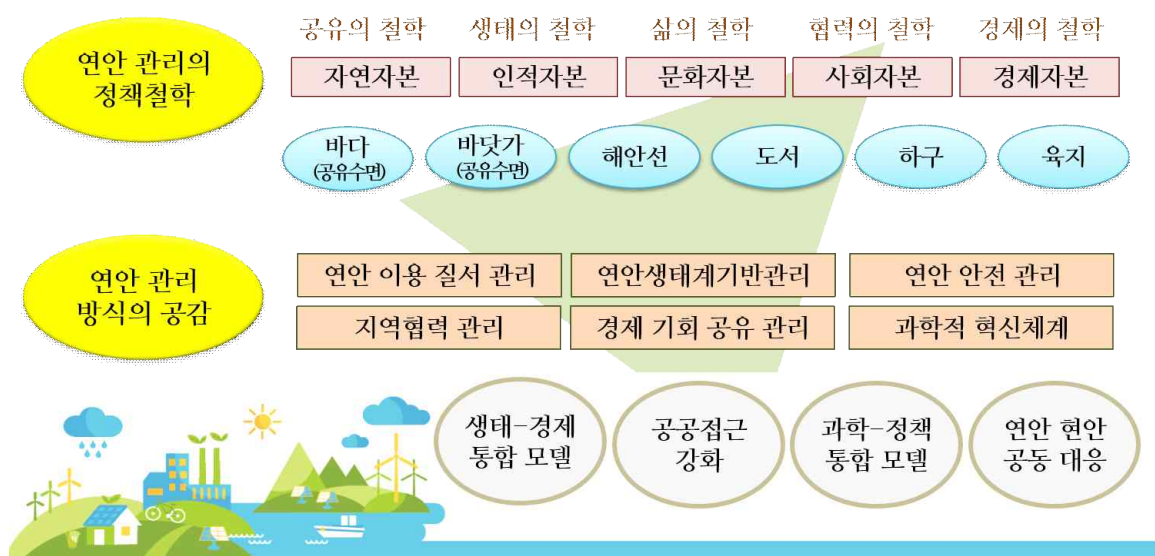 공유의 철학 생태의 철학 삶의 철학 협력의 철학 경제의 철학
연안 관리의
정책철학
자연자본 인적자본 문화자본 사회자본 경제자본
바다
(공유수면)
바닷가
(공유수면)
해안선
도서
하구
육지
연안 관리
방식의 공감
연안 이용 질서 관리 연안생태계기반관리 연안 안전 관리
지역협력 관리 경제 기회 공유 관리 과학적 혁신체계
생태-경제
통합 모델
공공접근
강화
과학-정책
통합 모델
연안 현안
공동 대응